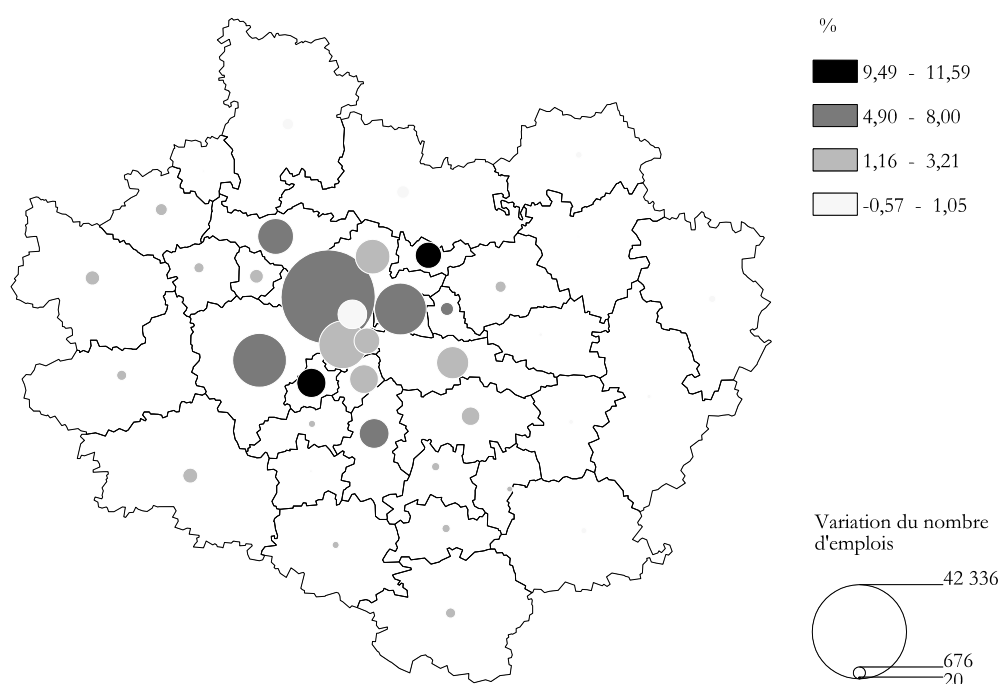 %
9,49 - 11,59
4,90 - 8,00
1,16 - 3,21
-0,57 - 1,05
Variation du nombre
d'emplois
42 336
676
20